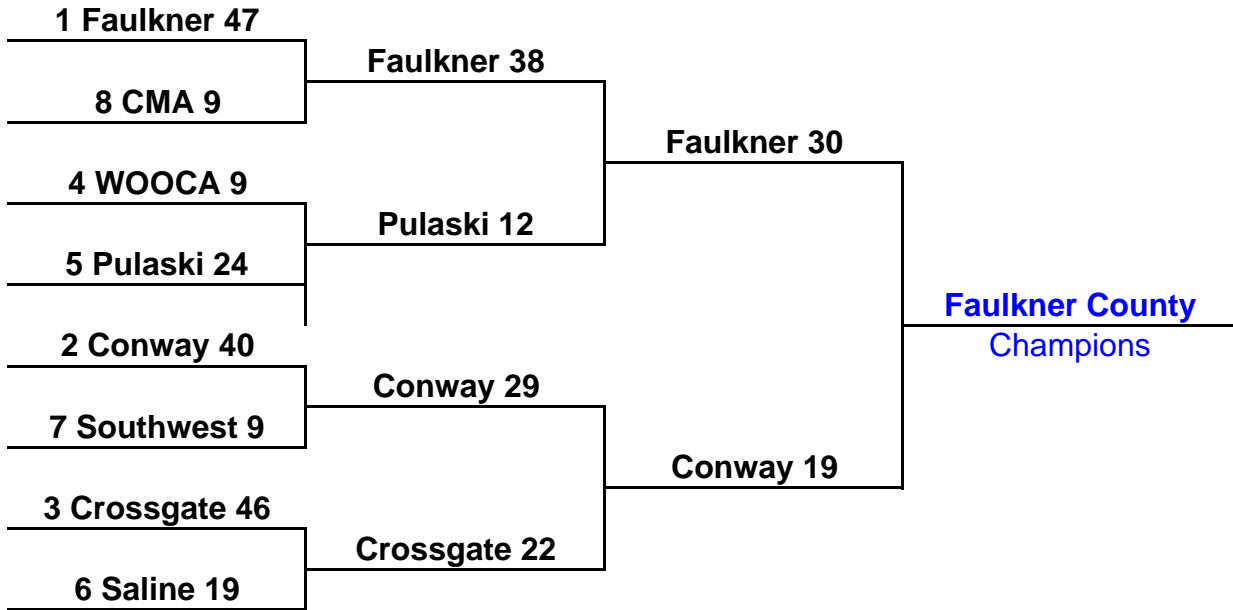 1 Faulkner 47
Faulkner 38
8 CMA 9
Faulkner 30
4 WOOCA 9
Pulaski 12
5 Pulaski 24
Faulkner County
Champions
2 Conway 40
Conway 29
7 Southwest 9
Conway 19
3 Crossgate 46
Crossgate 22
6 Saline 19